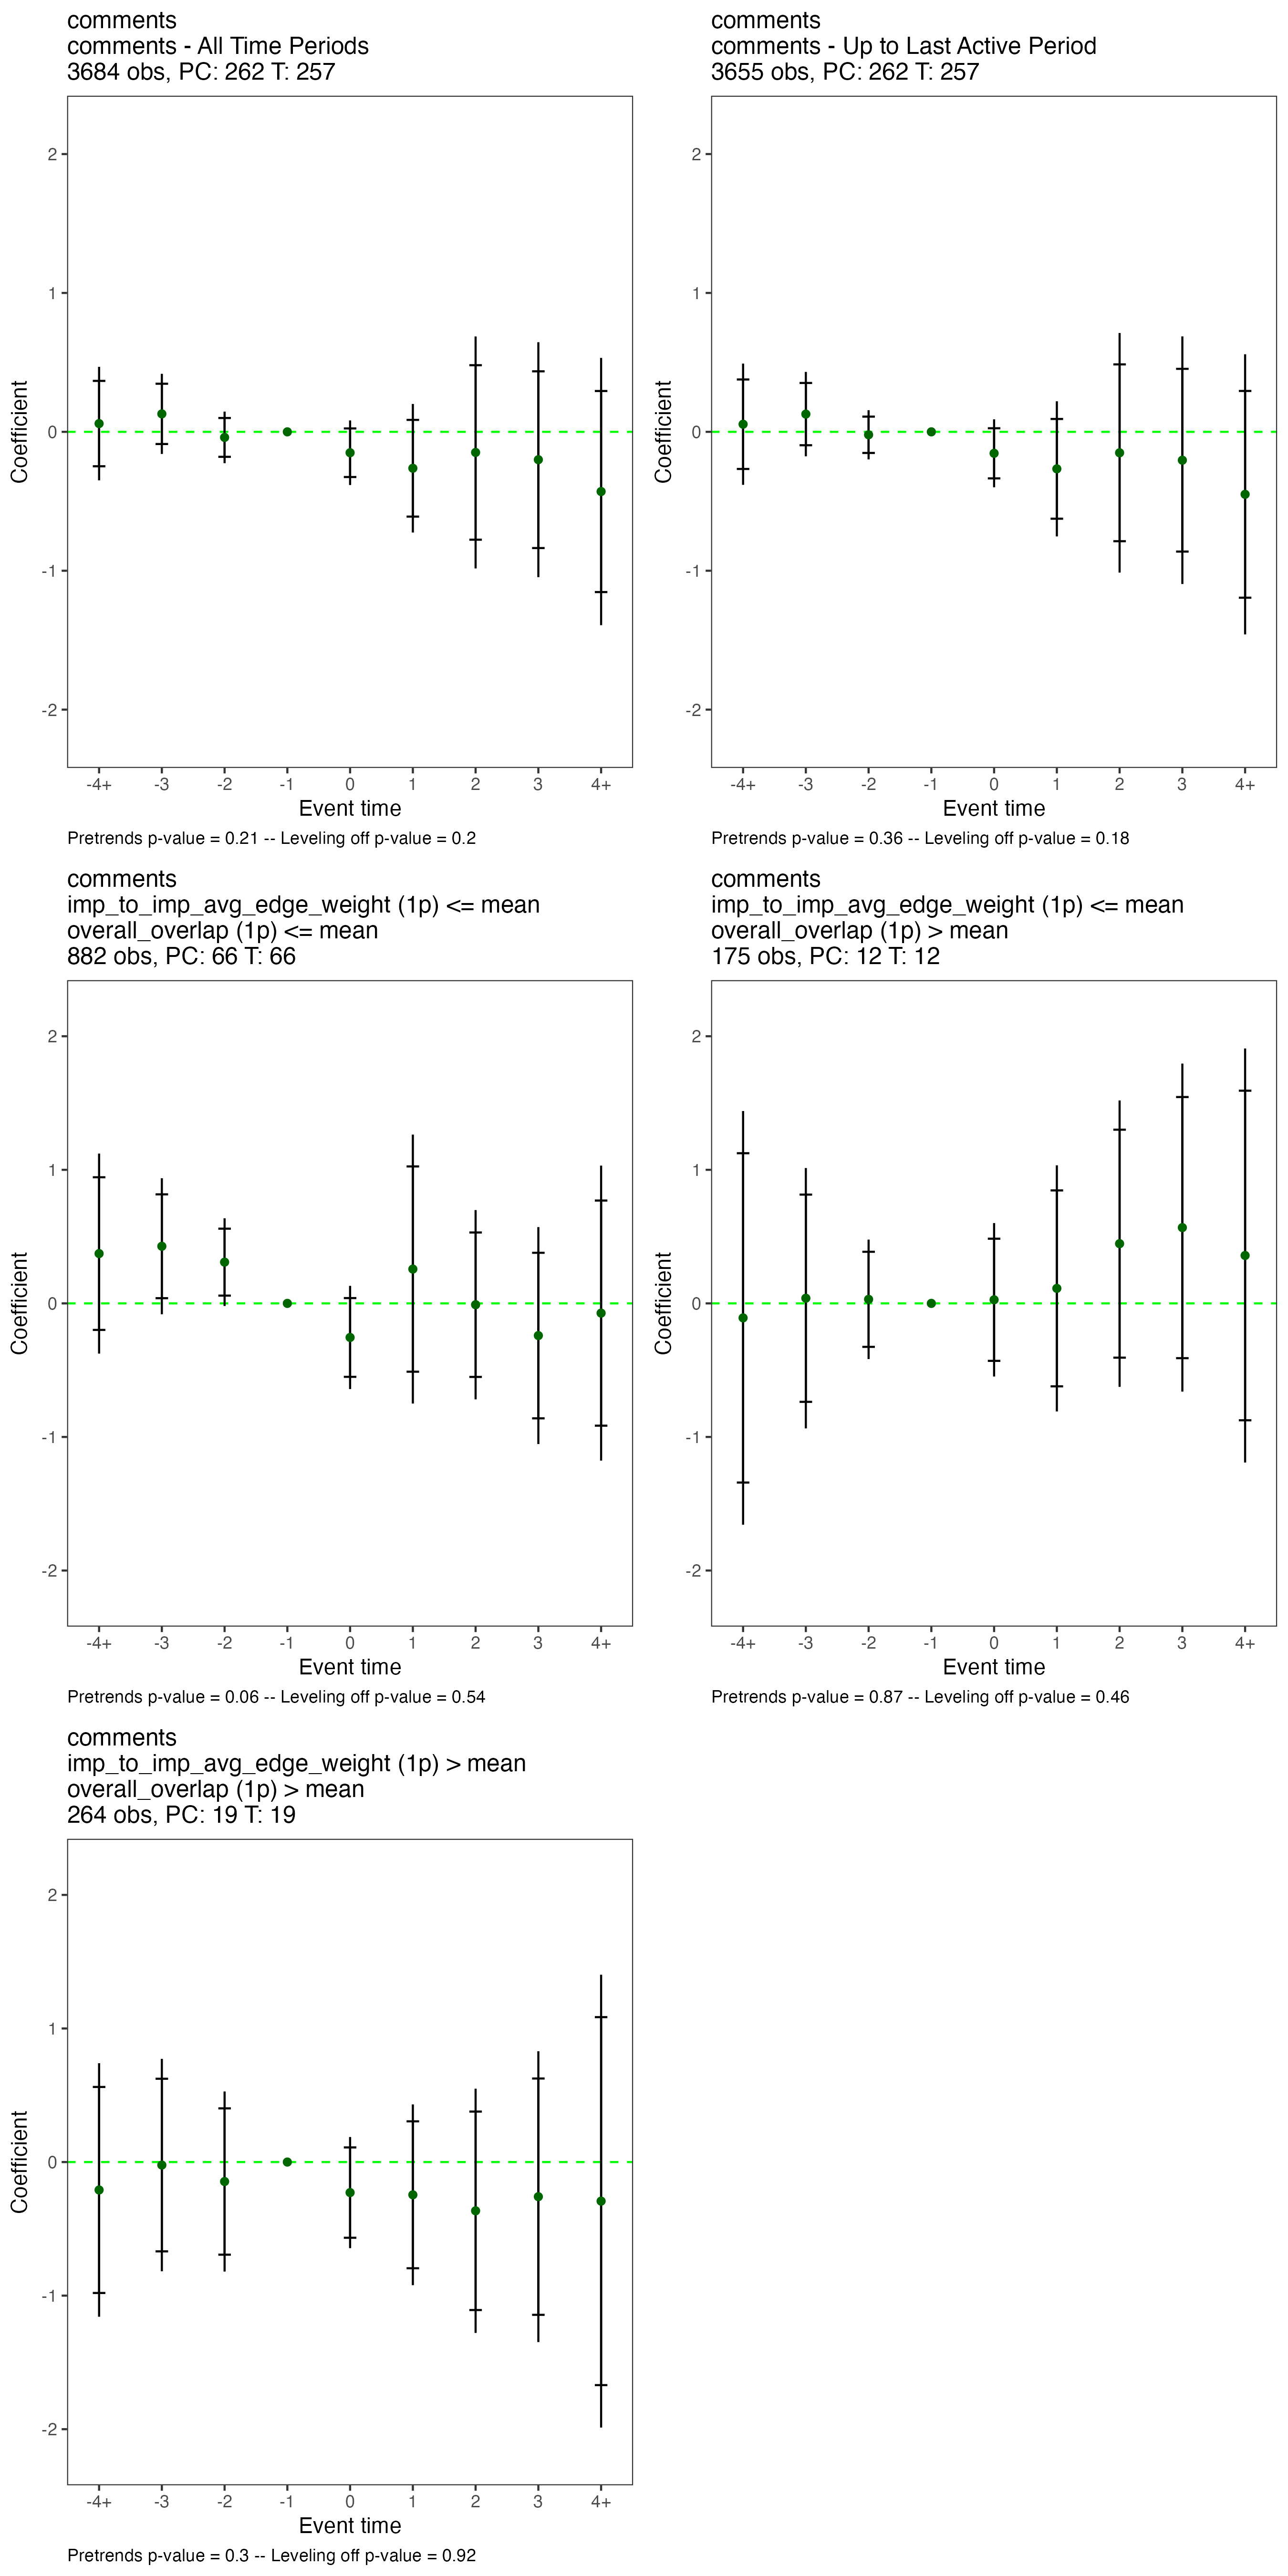 comments
comments - All Time Periods
3684 obs, PC: 262 T: 257
2
1
0
-1
-2
Coefficient
-4+ -3 -2 -1 0 1 2 3 4+
Event time
Pretrends p-value = 0.21 -- Leveling off p-value = 0.2
comments
comments - Up to Last Active Period
3655 obs, PC: 262 T: 257
2
1
0
-1
-2
Coefficient
-4+ -3 -2 -1 0 1 2 3 4+
Event time
Pretrends p-value = 0.36 -- Leveling off p-value = 0.18
comments
imp_to_imp_avg_edge_weight (1p) <= mean
overall_overlap (1p) <= mean
882 obs, PC: 66 T: 66
2
1
0
-1
-2
Coefficient
-4+ -3 -2 -1 0 1 2 3 4+
Event time
Pretrends p-value = 0.06 -- Leveling off p-value = 0.54
comments
imp_to_imp_avg_edge_weight (1p) <= mean
overall_overlap (1p) > mean
175 obs, PC: 12 T: 12
2
1
0
-1
-2
Coefficient
-4+ -3 -2 -1 0 1 2 3 4+
Event time
Pretrends p-value = 0.87 -- Leveling off p-value = 0.46
comments
imp_to_imp_avg_edge_weight (1p) > mean
overall_overlap (1p) > mean
264 obs, PC: 19 T: 19
2
1
0
-1
-2
Coefficient
-4+ -3 -2 -1 0 1 2 3 4+
Event time
Pretrends p-value = 0.3 -- Leveling off p-value = 0.92